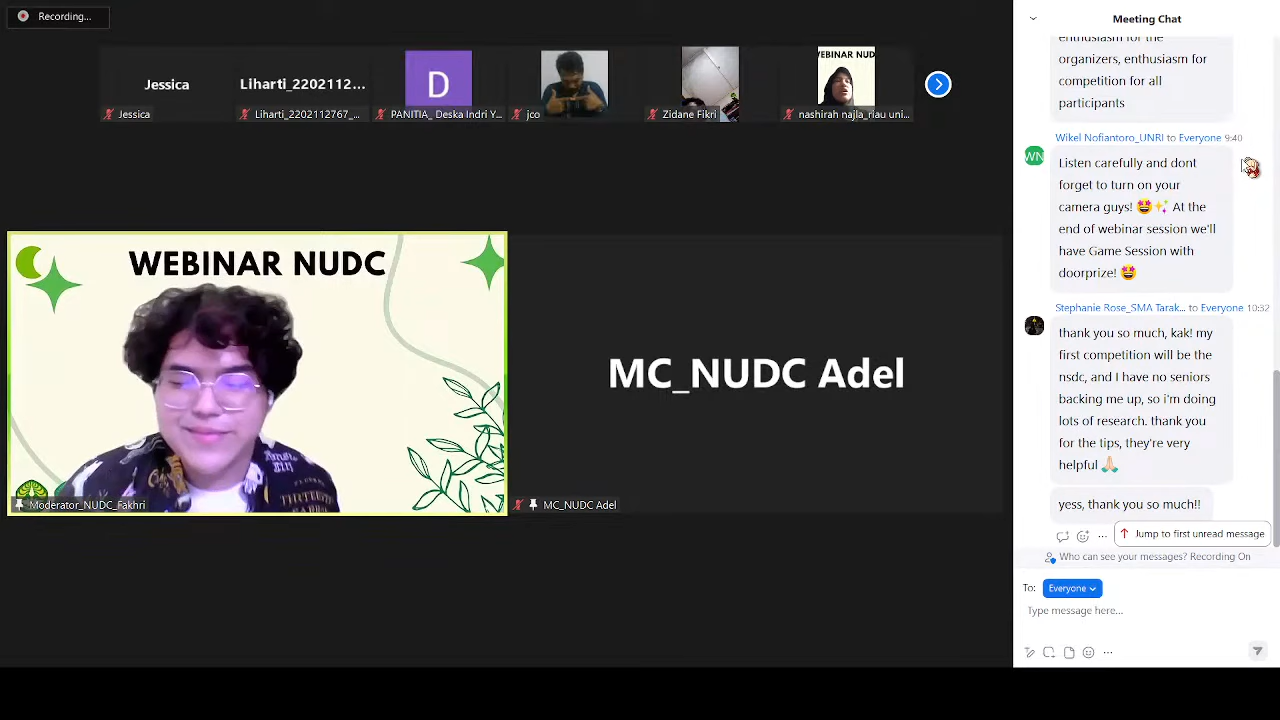 Recording...
Meeting Chat
Jessica
Liharti_2202112...
D
WEBINAR NUD
Jessica
Liharti_2202112767_...
PANITIA_ Deska Indri Y...
jco
Zidane Fikri
nashirah najla_riau uni...
WEBINAR NUDC
Moderator_NUDC_Fakhri
MC_NUDC Adel
MC_NUDC Adel
enthusiasm for the
organizers, enthusiasm for
competition for all
participants
Wikel Nofiantoro_UNRI to Everyone 9:40
WN
Listen carefully and dont
forget to turn on your
camera guys! 🤩✨ At the
end of webinar session we'll
have Game Session with
doorprize! 🤩
Stephanie Rose_SMA Tarak... to Everyone 10:32
thank you so much, kak! my
first competition will be the
nsdc, and I have no seniors
backing me up, so i'm doing
lots of research. thank you
for the tips, they're very
helpful 🙏🏻
yess, thank you so much!!
Jump to first unread message
Who can see your messages? Recording On
To: Everyone
Type message here...